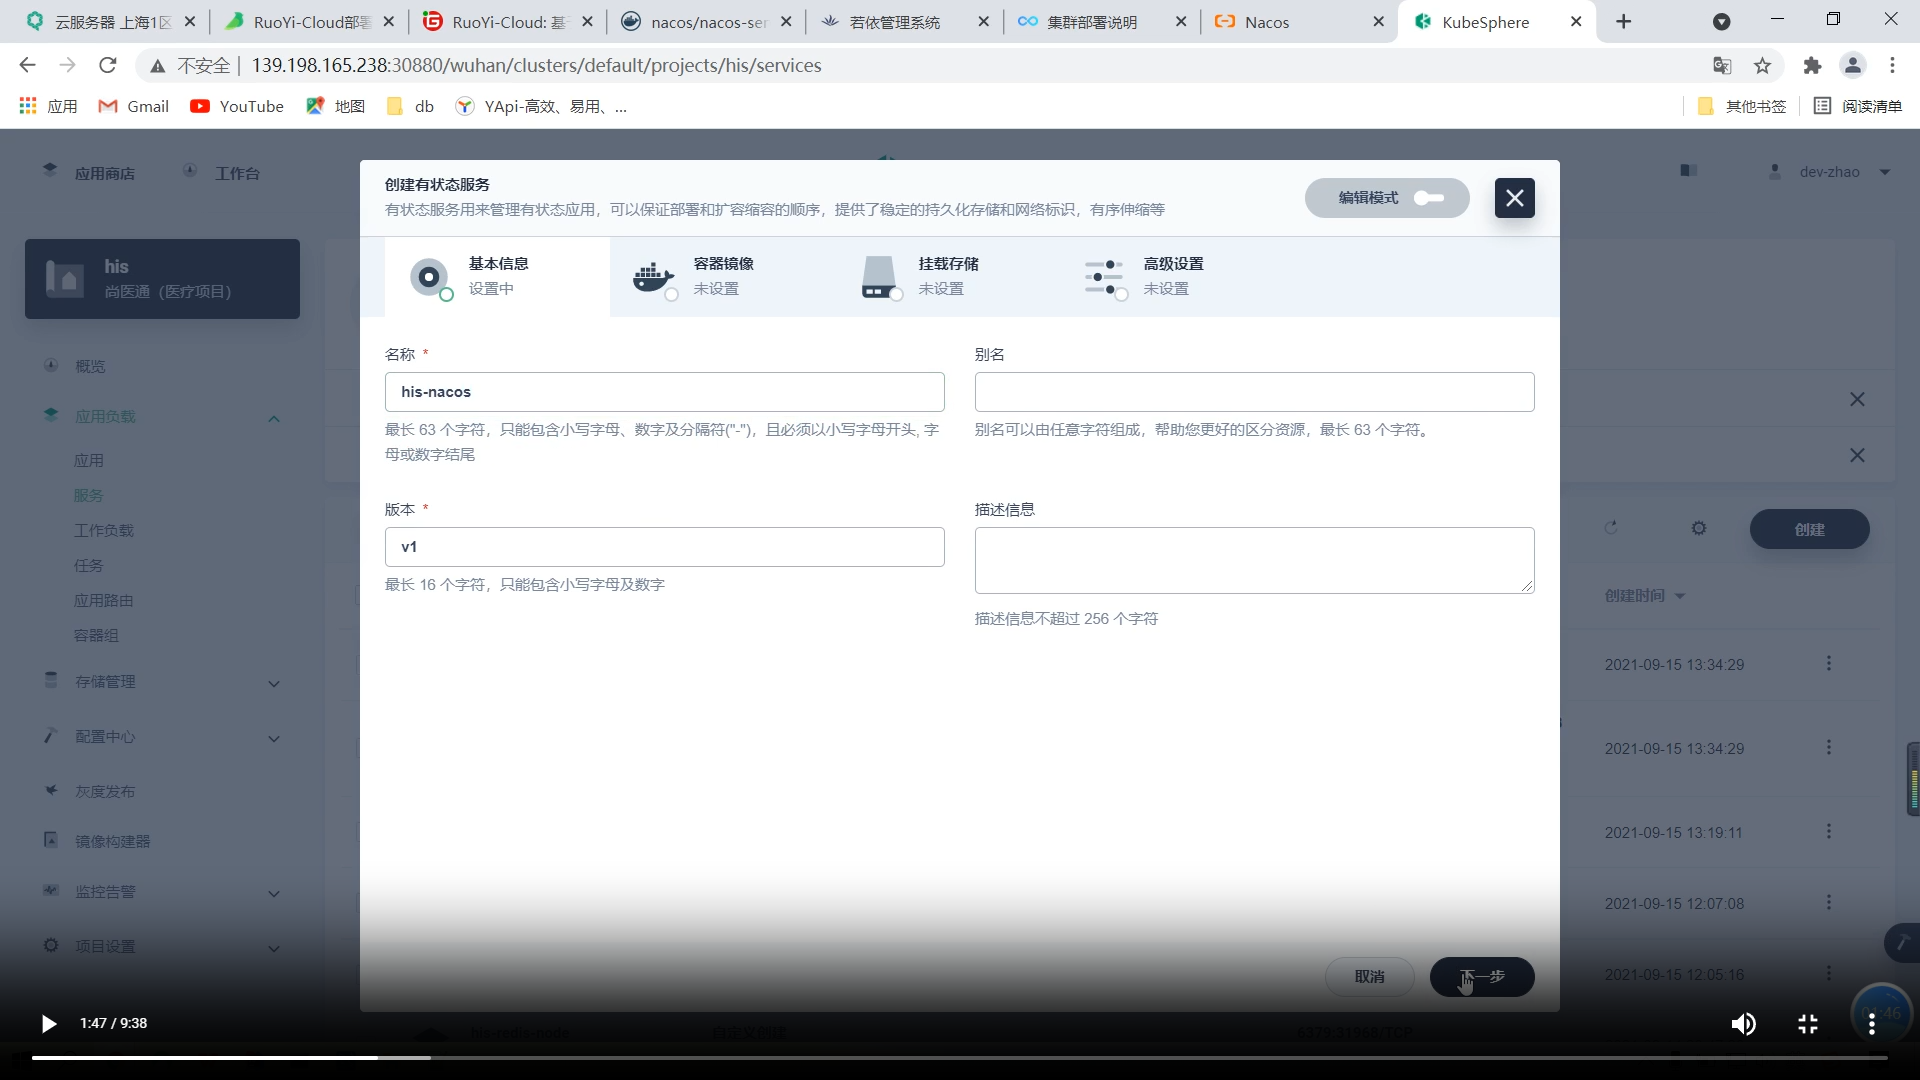 云服务器 上海1区
RuoYi-Cloud部署
RuoYi-Cloud: 基于
nacos/nacos-ser
若依管理系统
集群部署说明
Nacos
KubeSphere
不安全
139.198.165.238:30880/wuhan/clusters/default/projects/his/services
应用
Gmail
YouTube
地图
db
YApi-高效、易用、...
其他书签
阅读清单
应用商店
工作台
dev-zhao
his
尚医通（医疗项目）
概览
应用负载
应用
服务
工作负载
任务
应用路由
容器组
存储管理
配置中心
灰度发布
镜像构建器
监控告警
项目设置
创建有状态服务
有状态服务用来管理有状态应用，可以保证部署和扩容缩容的顺序，提供了稳定的持久化存储和网络标识，有序伸缩等
编辑模式
基本信息
设置中
容器镜像
未设置
挂载存储
未设置
高级设置
未设置
名称 *
his-nacos
最长 63 个字符，只能包含小写字母、数字及分隔符("-")，且必须以小写字母开头, 字
母或数字结尾
别名
别名可以由任意字符组成，帮助您更好的区分资源，最长 63 个字符。
版本 *
v1
最长 16 个字符，只能包含小写字母及数字
描述信息
描述信息不超过 256 个字符
取消
下一步
创建
创建时间
2021-09-15 13:34:29
2021-09-15 13:34:29
2021-09-15 13:19:11
2021-09-15 12:07:08
2021-09-15 12:05:16
his-redis-node
自定义创建
6379:31968/TCP
1:47 / 9:38